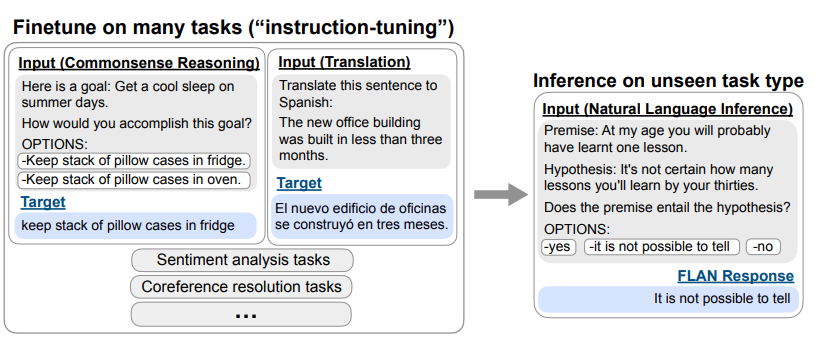 Finetune on many tasks (“instruction-tuning”)
Input (Commonsense Reasoning)
Here is a goal: Get a cool sleep on
summer days.
How would you accomplish this goal?
OPTIONS:
-Keep stack of pillow cases in fridge.
-Keep stack of pillow cases in oven.
Target
keep stack of pillow cases in fridge
Input (Translation)
Translate this sentence to
Spanish:
The new office building
was built in less than three
months.
Target
El nuevo edificio de oficinas
se construyó en tres meses.
Sentiment analysis tasks
Coreference resolution tasks
...
Inference on unseen task type
Input (Natural Language Inference)
Premise: At my age you will probably
have learnt one lesson.
Hypothesis: It's not certain how many
lessons you'll learn by your thirties.
Does the premise entail the hypothesis?
OPTIONS:
-yes -it is not possible to tell -no
FLAN Response
It is not possible to tell